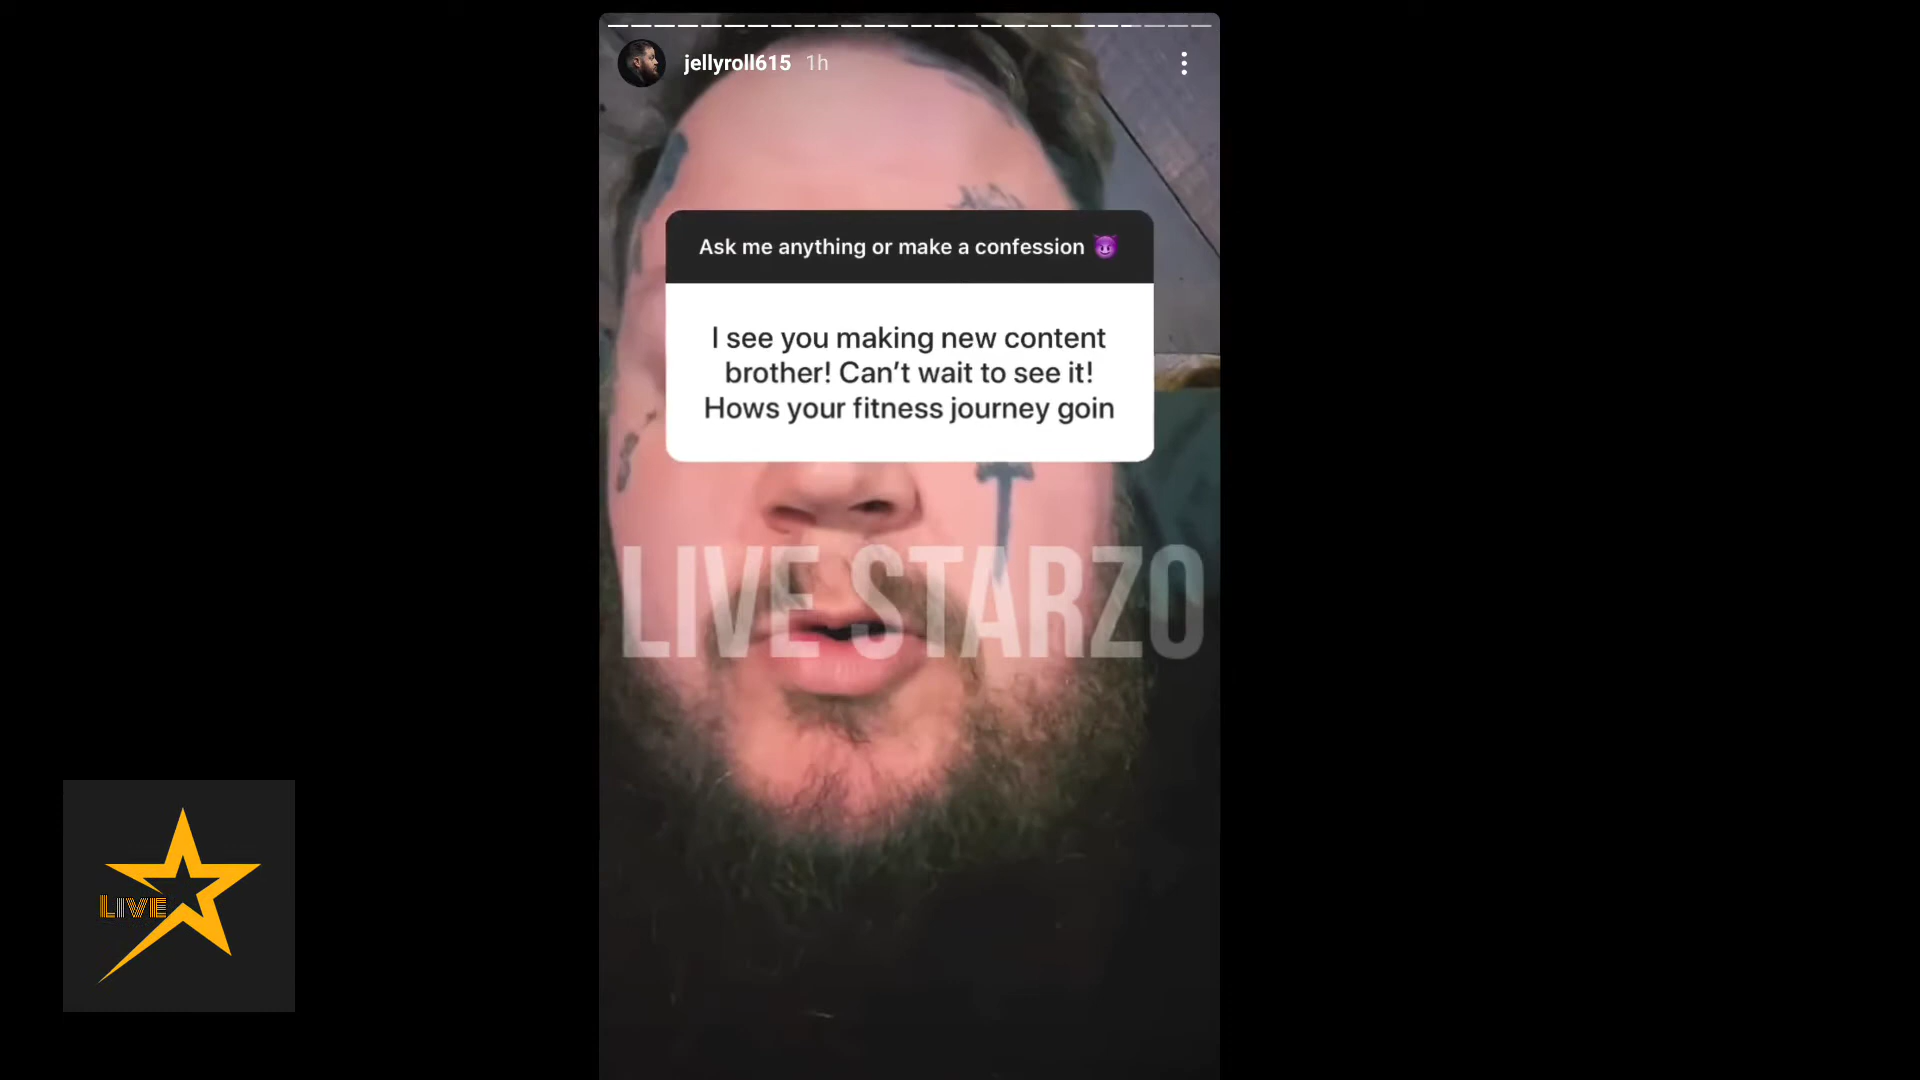 jellyroll615 1h
Ask me anything or make a confession 😈
I see you making new content
brother! Can’t wait to see it!
Hows your fitness journey goin
LIVE STARZO
LIVE